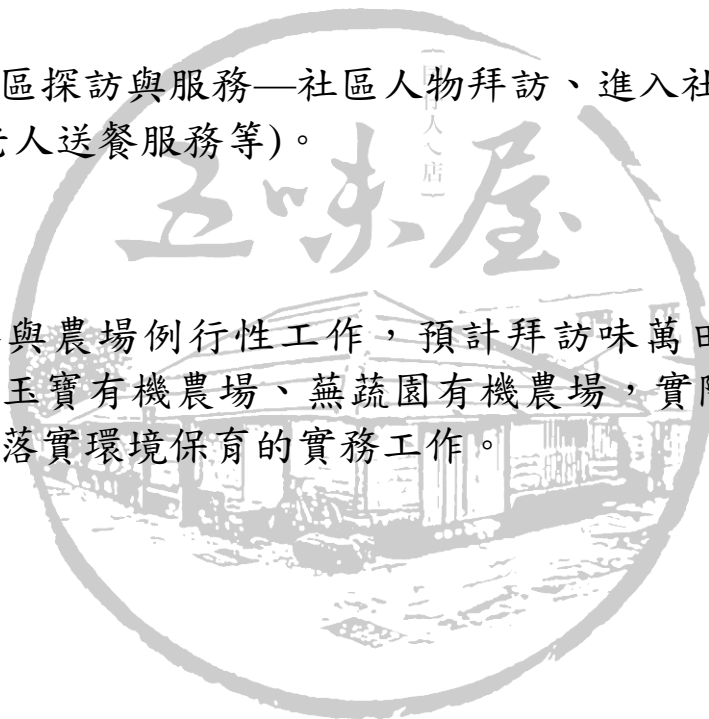 區探訪與服務—社區人物拜訪、進入社
老人送餐服務等)。
五味屋
與農場例行性工作，預計拜訪味萬田
玉寶有機農場、蕪蔬園有機農場，實際
落實環境保育的實務工作。